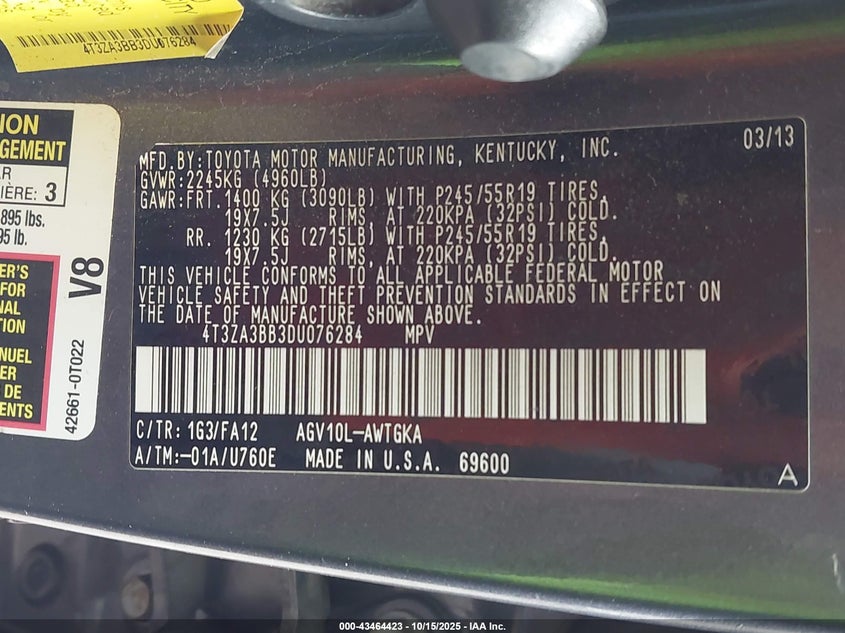 4T3ZA3BB3DU076284
ION
GEMENT
AR
IÈRE: 3
895 lbs.
95 lb.
ER'S
FOR
NAL
TION
ANUEL
R
DE
EMENTS
V8
42661-0T022
03/13
MFD.BY:TOYOTA MOTOR MANUFACTURING, KENTUCKY, INC.
GVWR:2245KG (4960LB)
GAWR:FRT.1400 KG (3090LB) WITH P245/55R19 TIRES,
19X7.5J RIMS, AT 220KPA (32PSI) COLD.
RR. 1230 KG (2715LB) WITH P245/55R19 TIRES,
19X7.5J RIMS, AT 220KPA (32PSI) COLD.
THIS VEHICLE CONFORMS TO ALL APPLICABLE FEDERAL MOTOR
VEHICLE SAFETY AND THEFT PREVENTION STANDARDS IN EFFECT ON
THE DATE OF MANUFACTURE SHOWN ABOVE.
4T3ZA3BB3DU076284 MPV
C/TR: 1G3/FA12 AGV10L-AWTGKA
A/TM:-01A/U760E MADE IN U.S.A. 69600
A
000-43464423 - 10/15/2025 - IAA Inc.